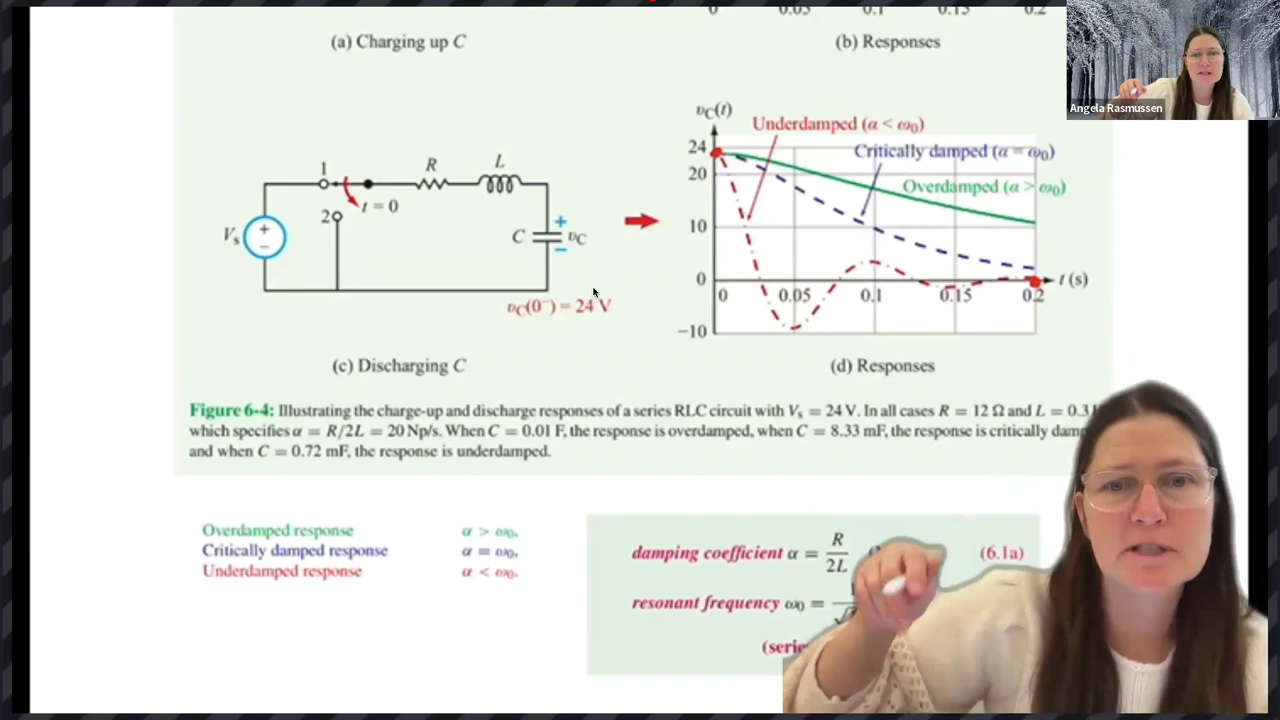 0 0.05 0.1 0.15 0.2
(a) Charging up C
(b) Responses
Angela Rasmussen
υC(t)
Underdamped (α < ω0)
24
Critically damped (α = ω0)
20
Overdamped (α > ω0)
10
0
t (s)
0 0.05 0.1 0.15 0.2
−10
1
R
L
2
t = 0
Vs
+
−
C
+
υC
−
υC(0⁻) = 24 V
(c) Discharging C
(d) Responses
Figure 6-4: Illustrating the charge-up and discharge responses of a series RLC circuit with Vs = 24 V. In all cases R = 12 Ω and L = 0.3
which specifies α = R/2L = 20 Np/s. When C = 0.01 F, the response is overdamped, when C = 8.33 mF, the response is critically
and when C = 0.72 mF, the response is underdamped.
Overdamped response α > ω0,
Critically damped response α = ω0,
Underdamped response α < ω0.
damping coefficient α = R/2L (6.1a)
resonant frequency ω0 =